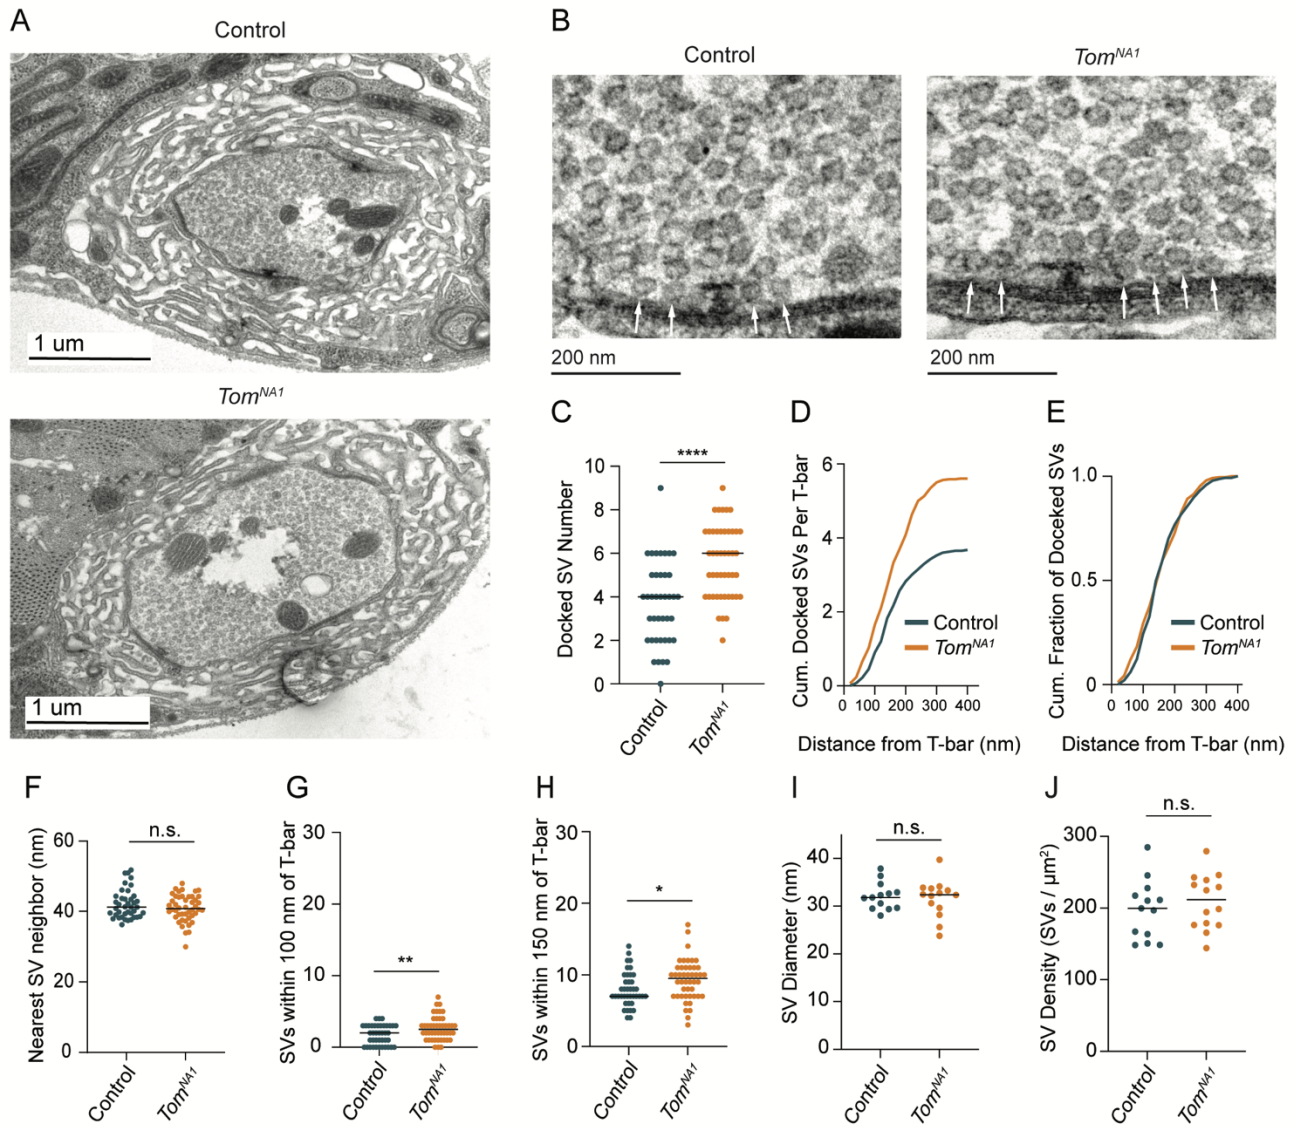 A
Control
1 um
Tom^NA1
1 um
B
Control
Tom^NA1
200 nm
200 nm
C
Docked SV Number
10
8
6
4
2
0
****
Control
Tom^NA1
D
Cum. Docked SVs Per T-bar
6
4
2
0
Control
Tom^NA1
0 100 200 300 400
Distance from T-bar (nm)
E
Cum. Fraction of Doceked SVs
1.0
0.5
0
Control
Tom^NA1
0 100 200 300 400
Distance from T-bar (nm)
F
Nearest SV neighbor (nm)
60
40
20
0
n.s.
Control
Tom^NA1
G
SVs within 100 nm of T-bar
30
20
10
0
**
Control
Tom^NA1
H
SVs within 150 nm of T-bar
30
20
10
0
*
Control
Tom^NA1
I
SV Diameter (nm)
40
30
20
10
0
n.s.
Control
Tom^NA1
J
SV Density (SVs / µm²)
300
200
100
0
n.s.
Control
Tom^NA1